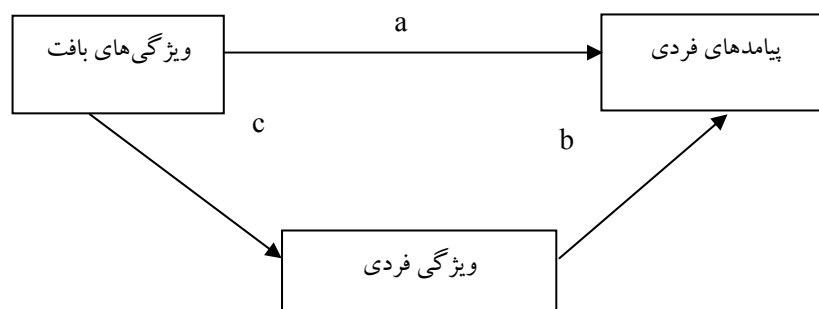 a
ویژگی‌های بافت
پیامدهای فردی
c
b
ویژگی فردی